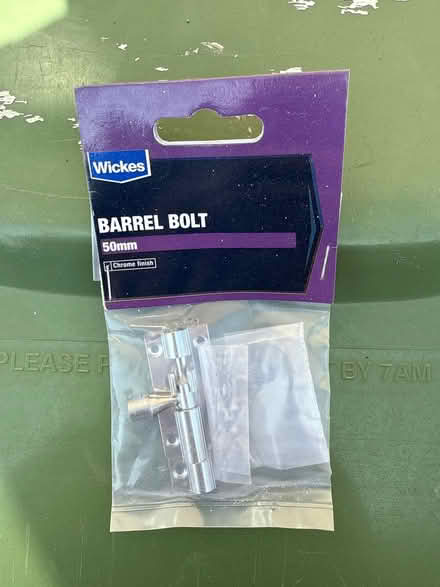 Wickes
BARREL BOLT
50mm
Chrome finish
PLEASE P
BY 7AM